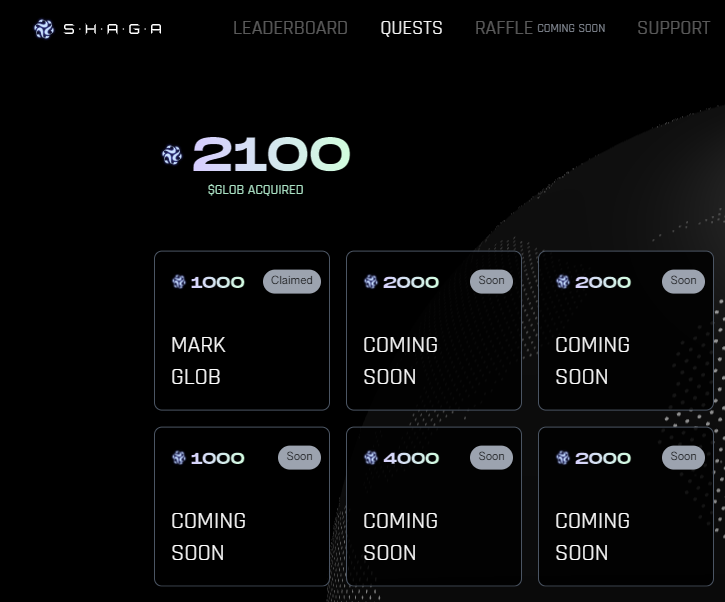 S·H·A·G·A LEADERBOARD QUESTS RAFFLE COMING SOON SUPPORT
2100
$GLOB ACQUIRED
1000 Claimed
MARK
GLOB
2000 Soon
COMING
SOON
2000 Soon
COMING
SOON
1000 Soon
COMING
SOON
4000 Soon
COMING
SOON
2000 Soon
COMING
SOON